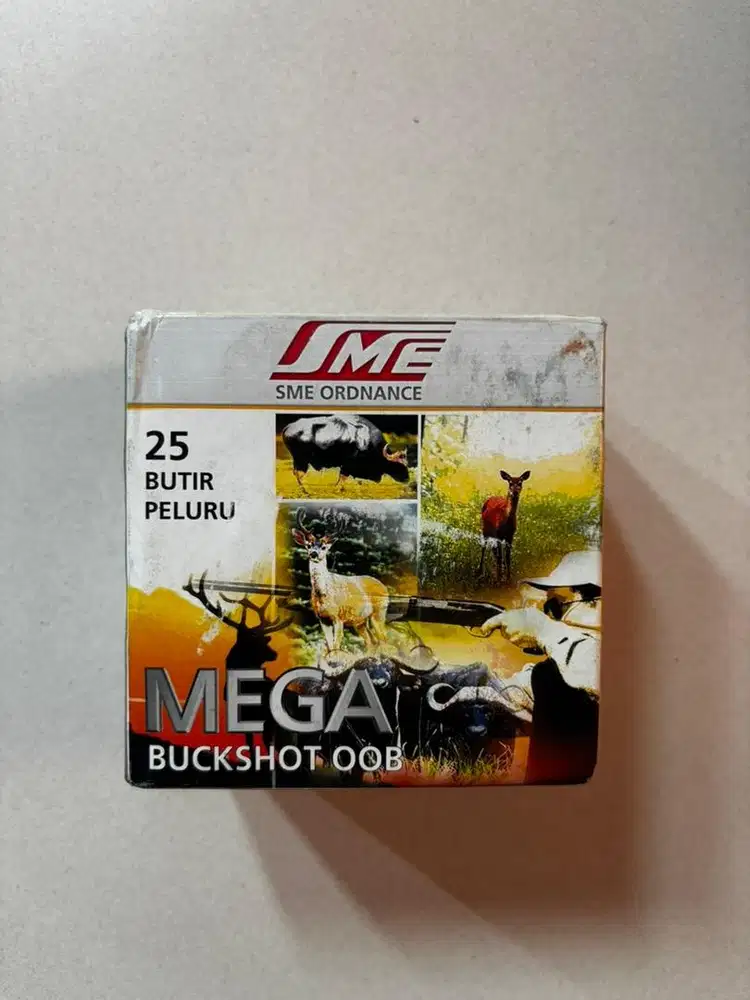 SME
SME ORDNANCE
25
BUTIR
PELURU
MEGA
BUCKSHOT OOB